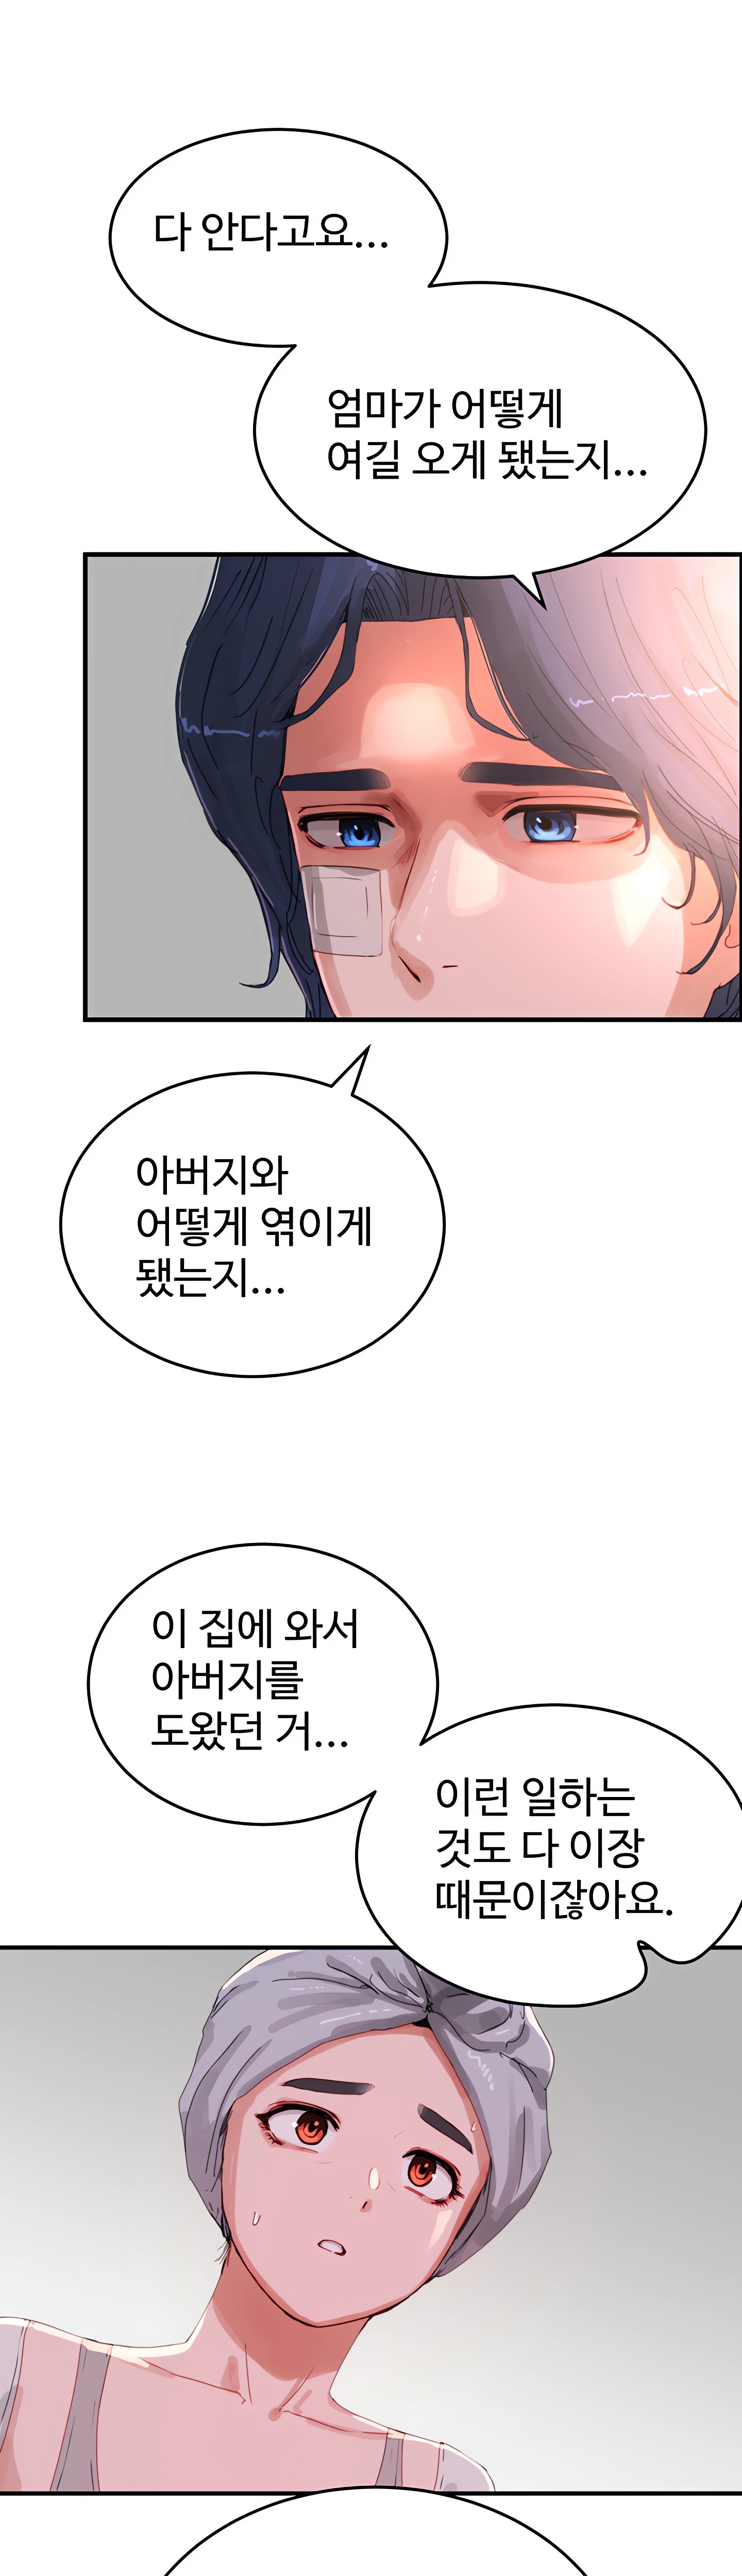 다 안다고요...
엄마가 어떻게
여길 오게 됐는지...
아버지와
어떻게 엮이게
됐는지...
이 집에 와서
아버지를
도왔던 거...
이런 일하는
것도 다 이장
때문이잖아요.